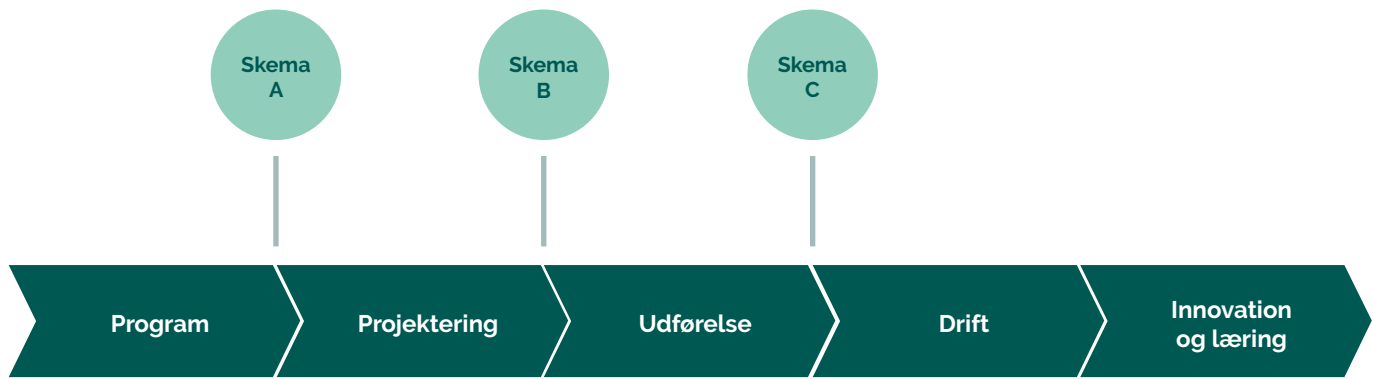 Skema
A
Skema
B
Skema
C
Program
Projektering
Udførelse
Drift
Innovation
og læring